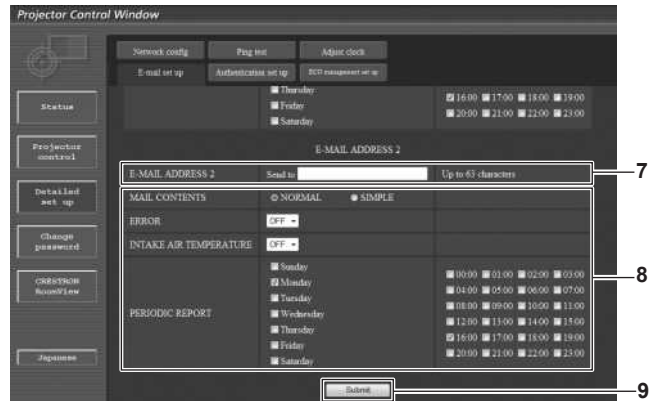 Projector Control Window
Network config Ping test Adjust clock
E-mail set up Authentication set up ECO management set up
Status
Projector control
Detailed set up
Change password
CRESTRON RoomView
Japanese
Thursday
Friday
Saturday
16:00 17:00 18:00 19:00
20:00 21:00 22:00 23:00
E-MAIL ADDRESS 2
E-MAIL ADDRESS 2 Send to Up to 63 characters
7
MAIL CONTENTS NORMAL SIMPLE
ERROR OFF
INTAKE AIR TEMPERATURE OFF
PERIODIC REPORT
Sunday
Monday
Tuesday
Wednesday
Thursday
Friday
Saturday
00:00 01:00 02:00 03:00
04:00 05:00 06:00 07:00
08:00 09:00 10:00 11:00
12:00 13:00 14:00 15:00
16:00 17:00 18:00 19:00
20:00 21:00 22:00 23:00
8
Submit
9